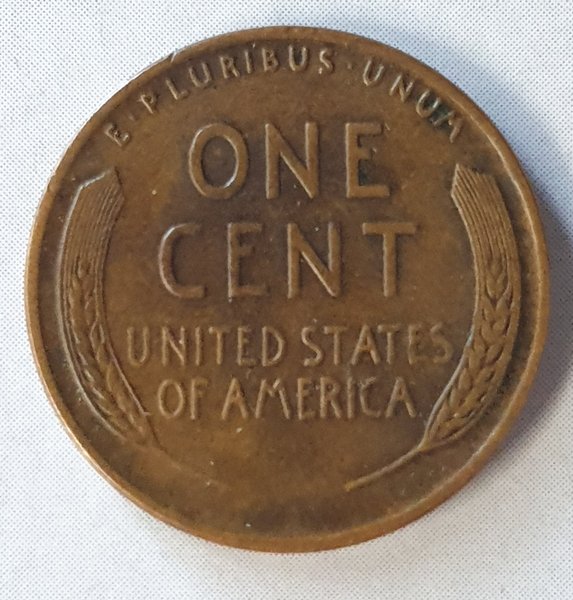 E · PLURIBUS · UNUM
ONE
CENT
UNITED STATES
OF AMERICA